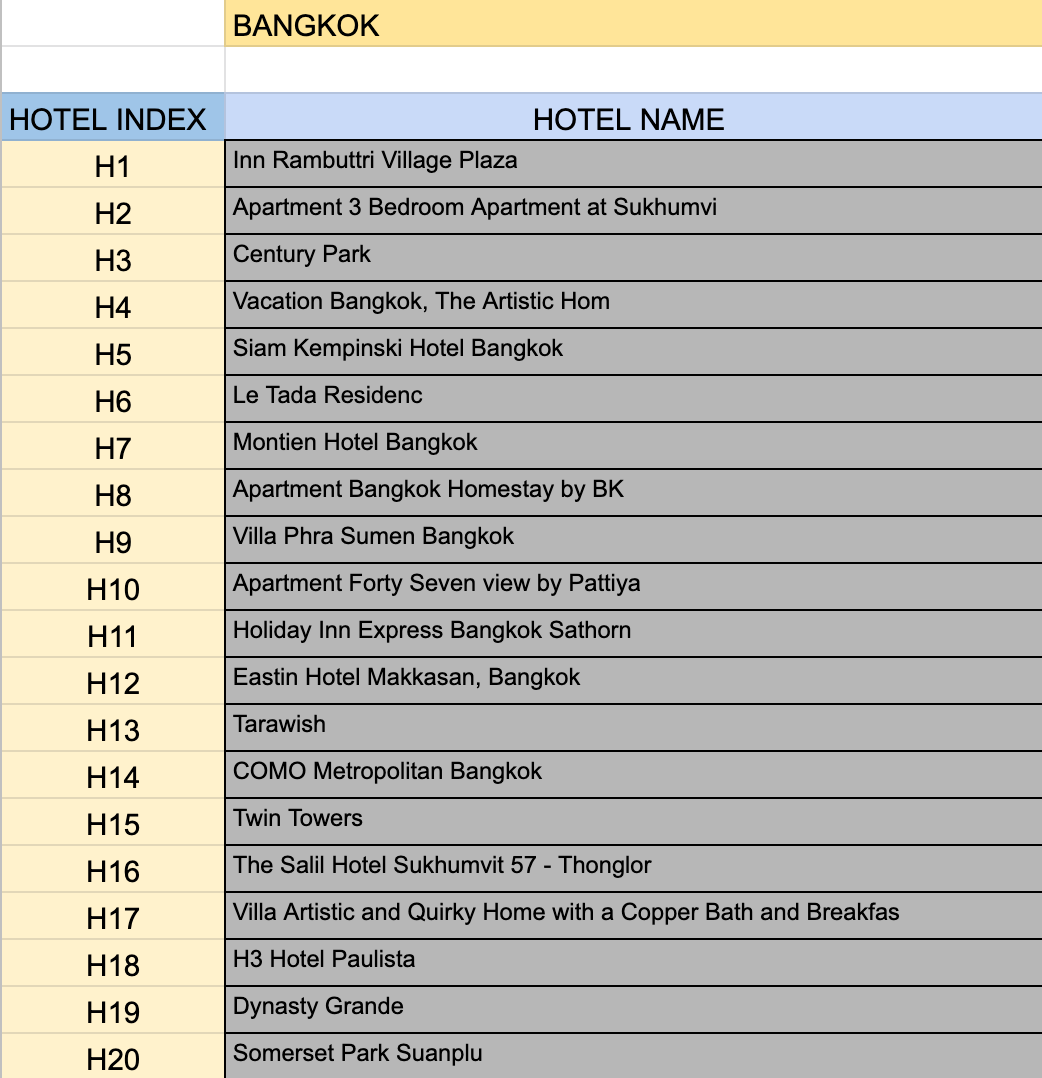 BANGKOK
HOTEL INDEX HOTEL NAME
H1 Inn Rambuttri Village Plaza
H2 Apartment 3 Bedroom Apartment at Sukhumvi
H3 Century Park
H4 Vacation Bangkok, The Artistic Hom
H5 Siam Kempinski Hotel Bangkok
H6 Le Tada Residenc
H7 Montien Hotel Bangkok
H8 Apartment Bangkok Homestay by BK
H9 Villa Phra Sumen Bangkok
H10 Apartment Forty Seven view by Pattiya
H11 Holiday Inn Express Bangkok Sathorn
H12 Eastin Hotel Makkasan, Bangkok
H13 Tarawish
H14 COMO Metropolitan Bangkok
H15 Twin Towers
H16 The Salil Hotel Sukhumvit 57 - Thonglor
H17 Villa Artistic and Quirky Home with a Copper Bath and Breakfas
H18 H3 Hotel Paulista
H19 Dynasty Grande
H20 Somerset Park Suanplu